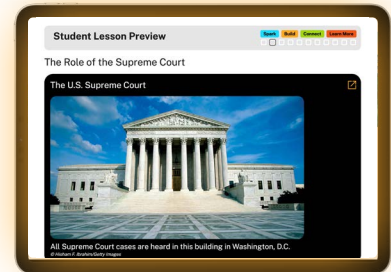 Student Lesson Preview
Spark Build Connect Learn More
The Role of the Supreme Court
The U.S. Supreme Court
All Supreme Court cases are heard in this building in Washington, D.C.
© Hisham F. Ibrahim/Getty Images